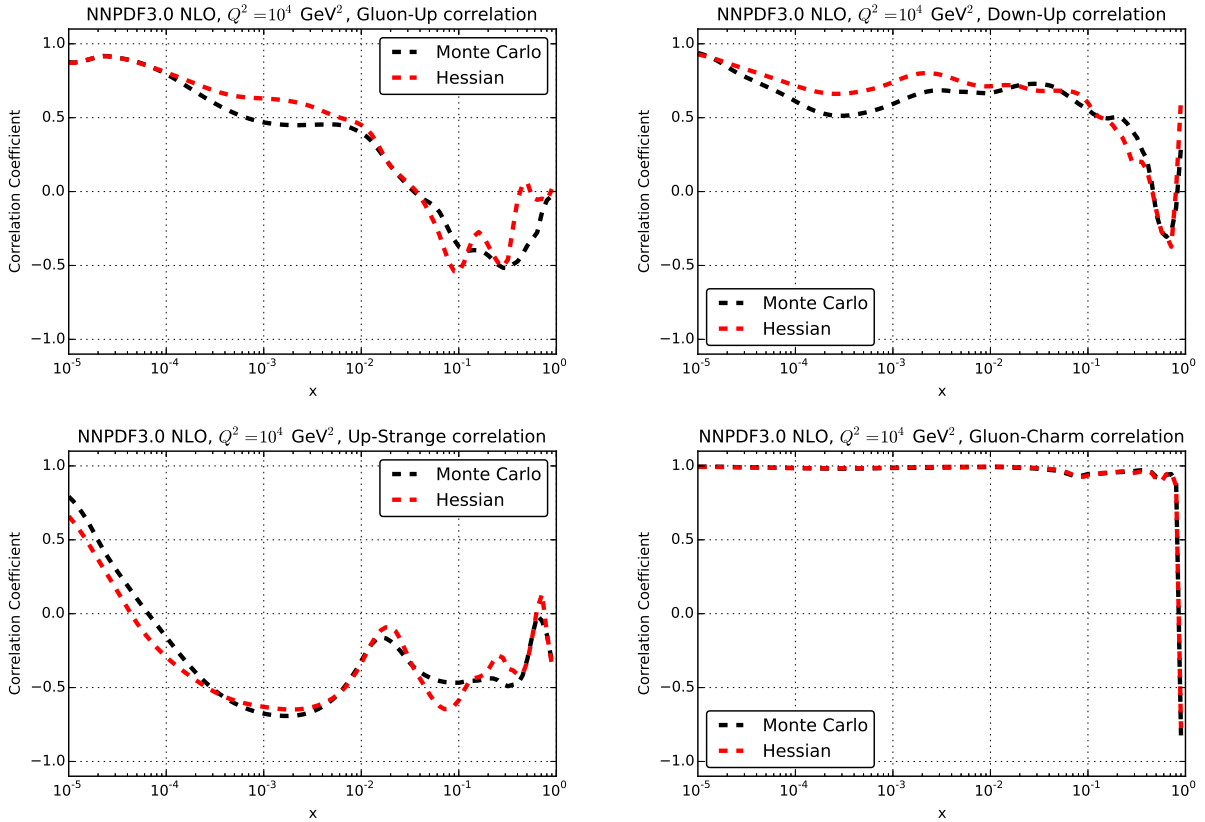 NNPDF3.0 NLO, Q² =10⁴ GeV², Gluon-Up correlation
1.0
0.5
0.0
−0.5
−1.0
Correlation Coefficient
Monte Carlo
Hessian
10⁻⁵ 10⁻⁴ 10⁻³ 10⁻² 10⁻¹ 10⁰
x
NNPDF3.0 NLO, Q² =10⁴ GeV², Down-Up correlation
1.0
0.5
0.0
−0.5
−1.0
Correlation Coefficient
Monte Carlo
Hessian
10⁻⁵ 10⁻⁴ 10⁻³ 10⁻² 10⁻¹ 10⁰
x
NNPDF3.0 NLO, Q² =10⁴ GeV², Up-Strange correlation
1.0
0.5
0.0
−0.5
−1.0
Correlation Coefficient
Monte Carlo
Hessian
10⁻⁵ 10⁻⁴ 10⁻³ 10⁻² 10⁻¹ 10⁰
x
NNPDF3.0 NLO, Q² =10⁴ GeV², Gluon-Charm correlation
1.0
0.5
0.0
−0.5
−1.0
Correlation Coefficient
Monte Carlo
Hessian
10⁻⁵ 10⁻⁴ 10⁻³ 10⁻² 10⁻¹ 10⁰
x